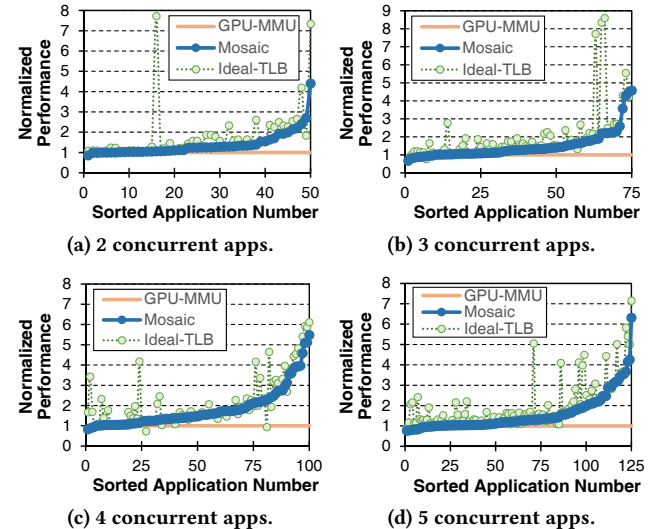 8
7
6
5
4
3
2
1
0
Normalized
Performance
GPU-MMU
Mosaic
Ideal-TLB
0 10 20 30 40 50
Sorted Application Number
(a) 2 concurrent apps.
9
8
7
6
5
4
3
2
1
0
Normalized
Performance
GPU-MMU
Mosaic
Ideal-TLB
0 25 50 75
Sorted Application Number
(b) 3 concurrent apps.
8
7
6
5
4
3
2
1
0
Normalized
Performance
GPU-MMU
Mosaic
Ideal-TLB
0 25 50 75 100
Sorted Application Number
(c) 4 concurrent apps.
8
7
6
5
4
3
2
1
0
Normalized
Performance
GPU-MMU
Mosaic
Ideal-TLB
0 25 50 75 100 125
Sorted Application Number
(d) 5 concurrent apps.